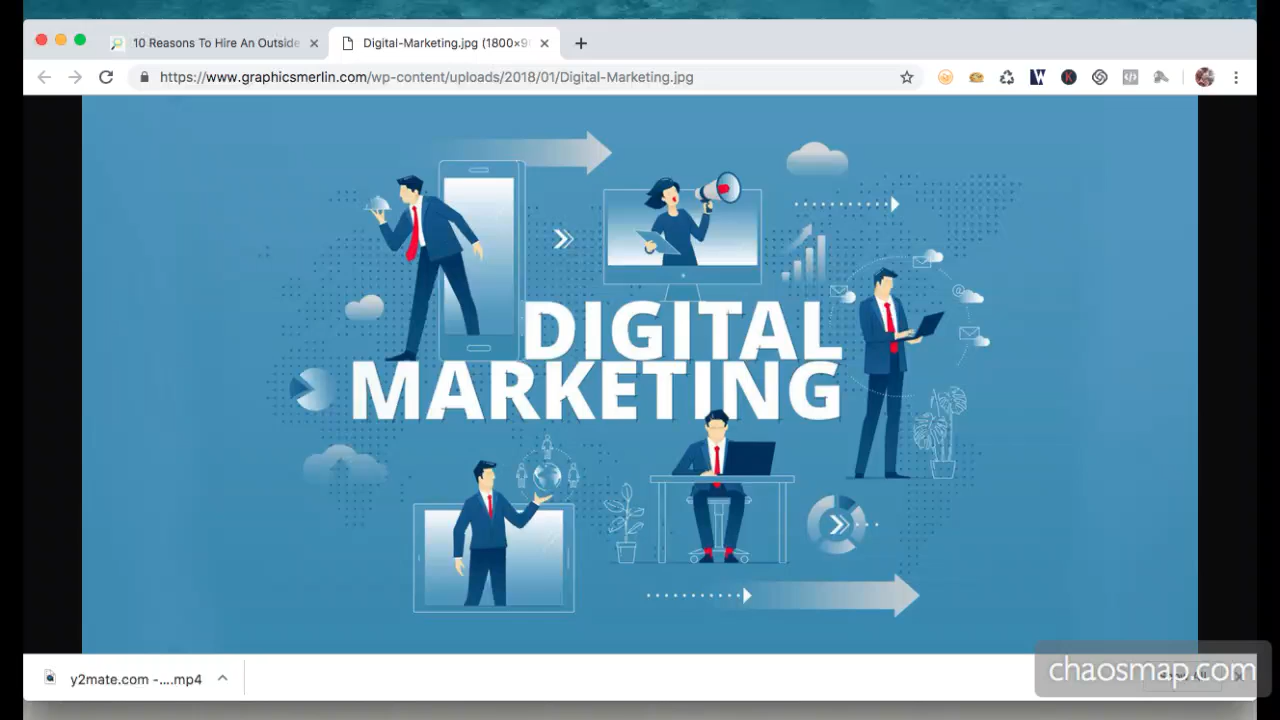 10 Reasons To Hire An Outside
Digital-Marketing.jpg (1800×9
https://www.graphicsmerlin.com/wp-content/uploads/2018/01/Digital-Marketing.jpg
DIGITAL
MARKETING
y2mate.com -....mp4
chaosmap.com